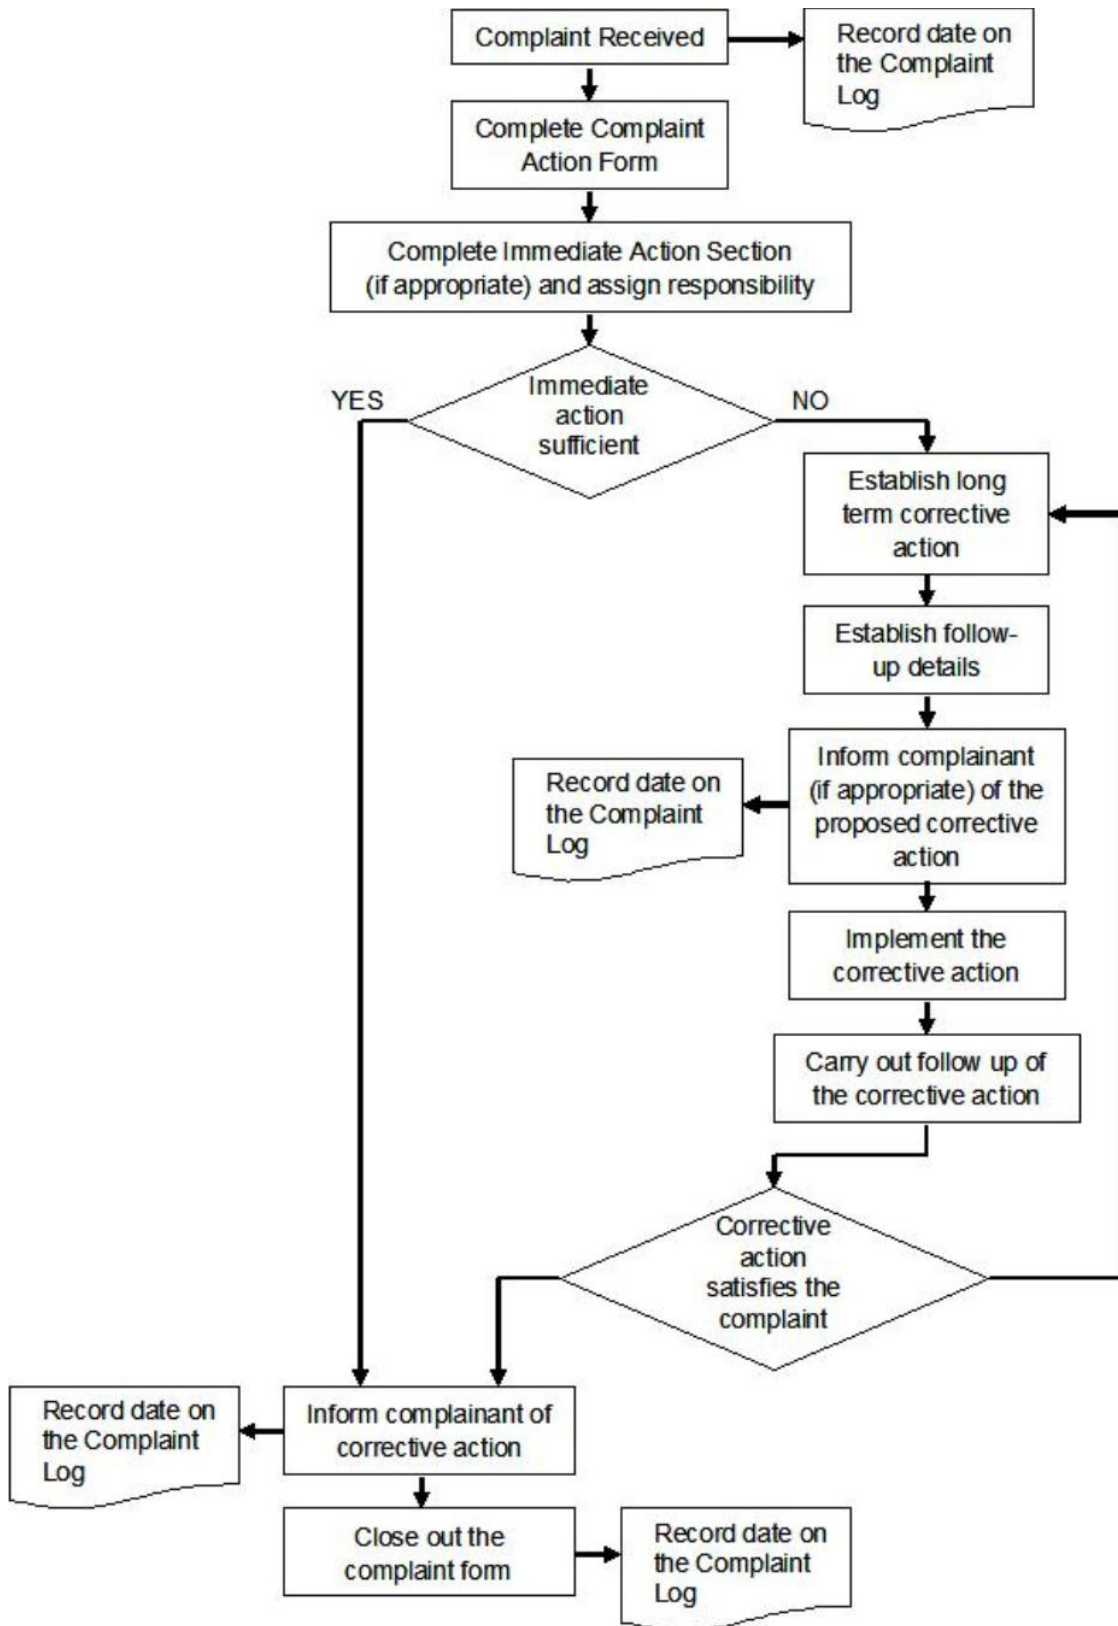 Complaint Received
Record date on
the Complaint
Log
Complete Complaint
Action Form
Complete Immediate Action Section
(if appropriate) and assign responsibility
YES
Immediate
action
sufficient
NO
Establish long
term corrective
action
Establish follow-
up details
Inform complainant
(if appropriate) of the
proposed corrective
action
Record date on
the Complaint
Log
Implement the
corrective action
Carry out follow up of
the corrective action
Corrective
action
satisfies the
complaint
Record date on
the Complaint
Log
Inform complainant of
corrective action
Close out the
complaint form
Record date on
the Complaint
Log